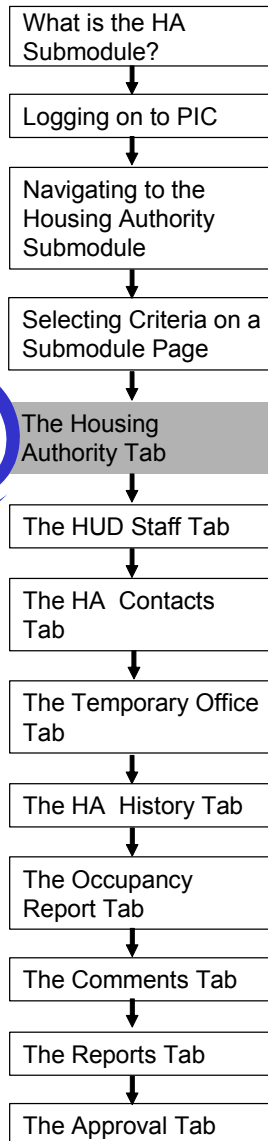 What is the HA
Submodule?
Logging on to PIC
Navigating to the
Housing Authority
Submodule
Selecting Criteria on a
Submodule Page
The Housing
Authority Tab
The HUD Staff Tab
The HA  Contacts
Tab
The Temporary Office
Tab
The HA  History Tab
The Occupancy
Report Tab
The Comments Tab
The Reports Tab
The Approval Tab